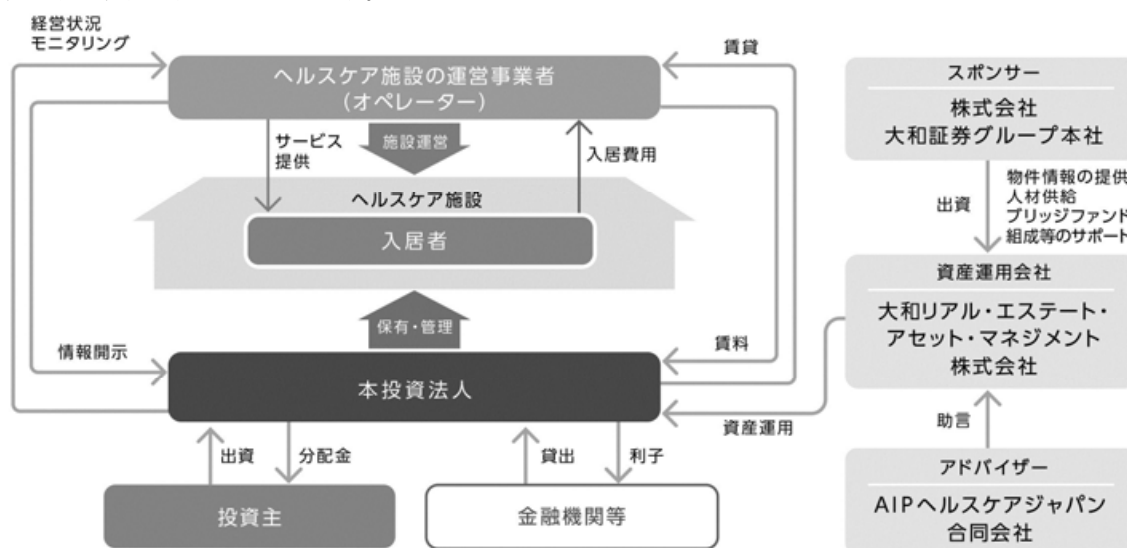 経営状況
モニタリング
賃貸
ヘルスケア施設の運営事業者
(オペレーター)
サービス
提供
施設運営
入居費用
ヘルスケア施設
入居者
保有・管理
情報開示
賃料
本投資法人
資産運用
出資
分配金
貸出
利子
投資主
金融機関等
スポンサー
株式会社
大和証券グループ本社
出資
物件情報の提供
人材供給
ブリッジファンド
組成等のサポート
資産運用会社
大和リアル・エステート・
アセット・マネジメント
株式会社
助言
アドバイザー
AIPヘルスケアジャパン
合同会社